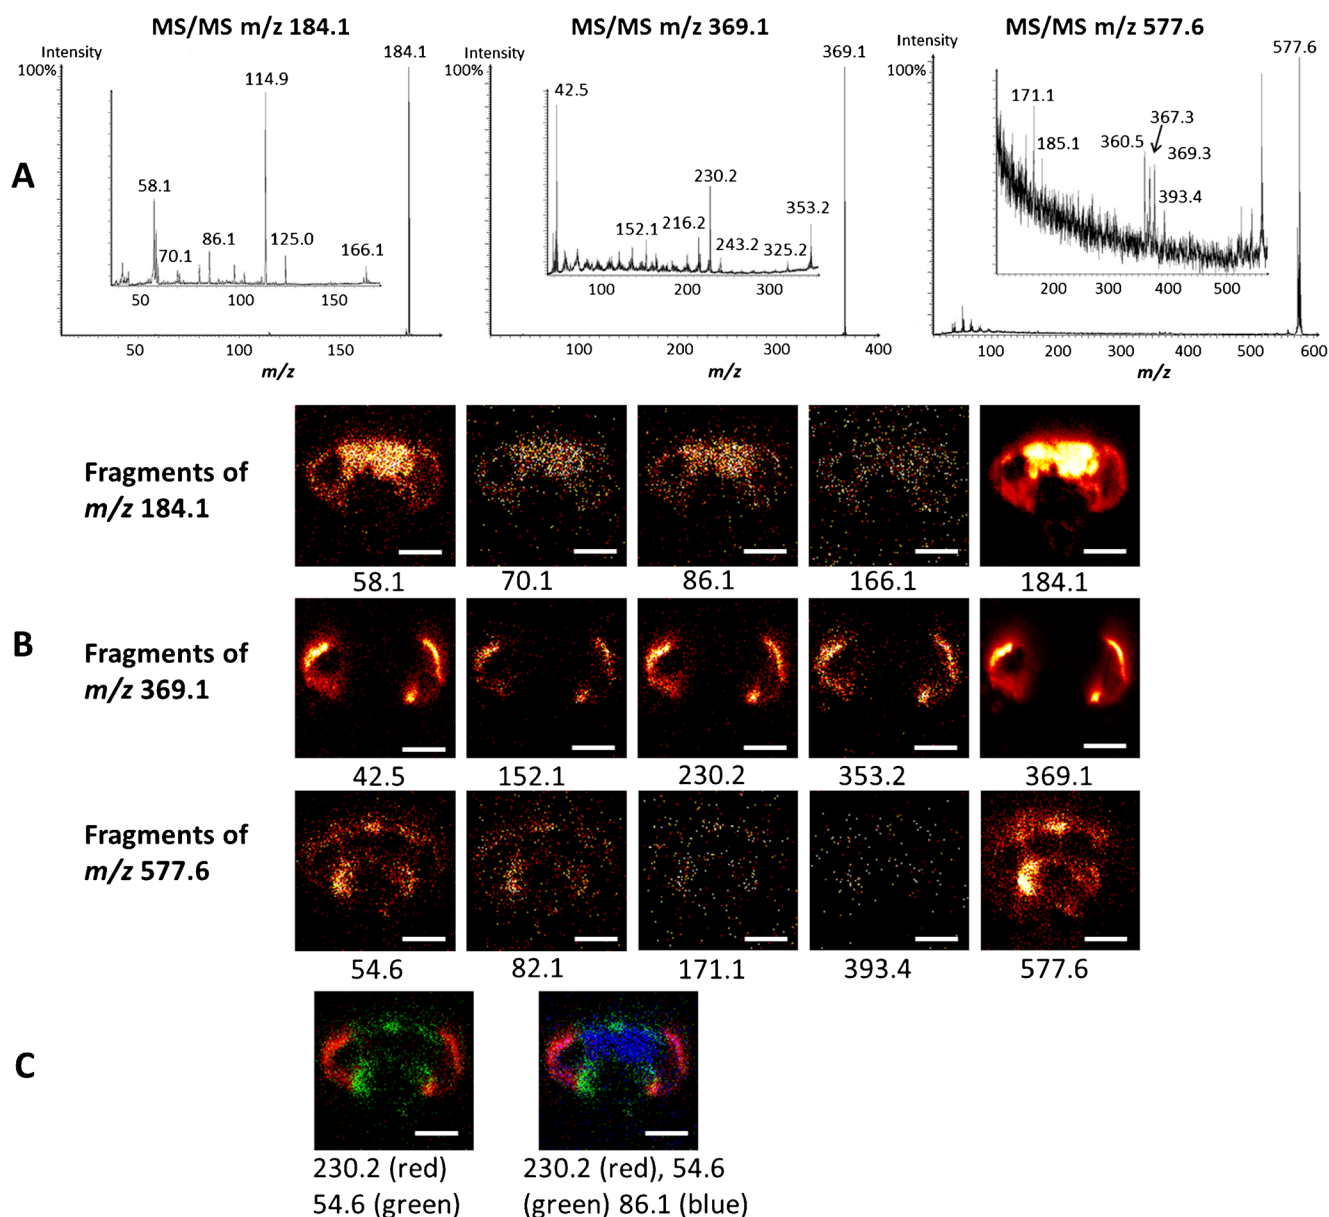 MS/MS m/z 184.1
MS/MS m/z 369.1
MS/MS m/z 577.6
A
Intensity
100%
184.1
114.9
58.1
70.1
86.1
125.0
166.1
50
100
150
50
100
150
m/z
Intensity
100%
369.1
42.5
230.2
152.1
216.2
243.2
325.2
353.2
100
200
300
100
200
300
400
m/z
Intensity
100%
577.6
171.1
185.1
360.5
367.3
369.3
393.4
200
300
400
500
100
200
300
400
500
600
m/z
B
Fragments of
m/z 184.1
58.1
70.1
86.1
166.1
184.1
Fragments of
m/z 369.1
42.5
152.1
230.2
353.2
369.1
Fragments of
m/z 577.6
54.6
82.1
171.1
393.4
577.6
C
230.2 (red)
54.6 (green)
230.2 (red), 54.6
(green) 86.1 (blue)